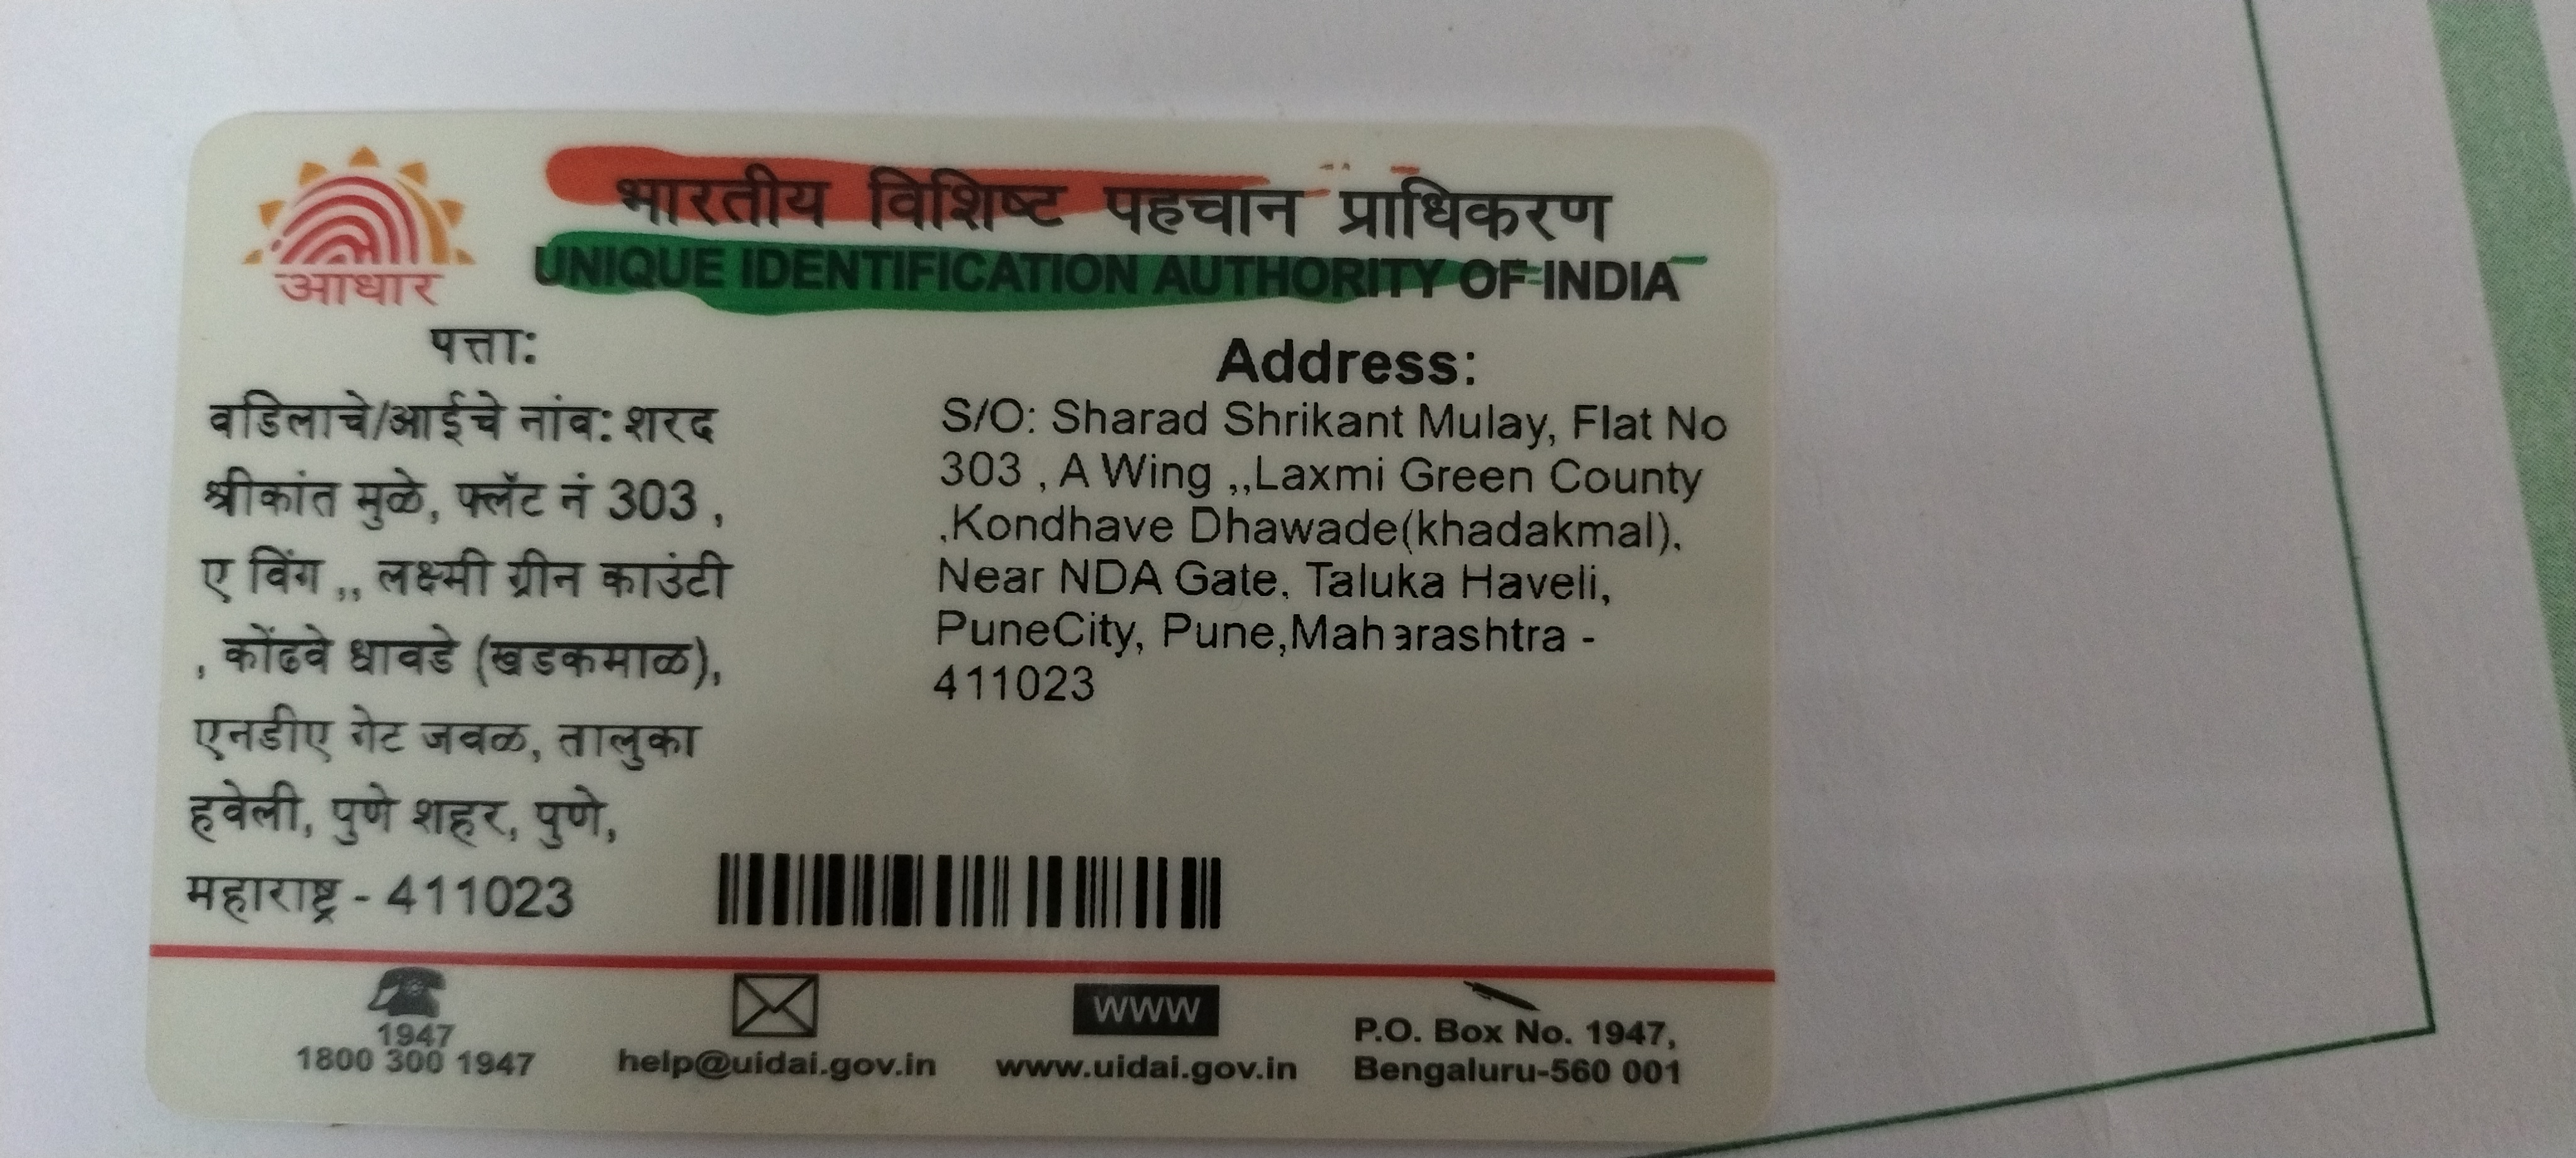 भारतीय विशिष्ट पहचान प्राधिकरण
UNIQUE IDENTIFICATION AUTHORITY OF INDIA
आधार
पत्ता:
वडिलाचे/आईचे नांव: शरद
श्रीकांत मुळे, फ्लॅट नं 303 ,
ए विंग ,, लक्ष्मी ग्रीन काउंटी
, कोंढवे धावडे (खडकमाळ),
एनडीए गेट जवळ, तालुका
हवेली, पुणे शहर, पुणे,
महाराष्ट्र - 411023
Address:
S/O: Sharad Shrikant Mulay, Flat No
303 , A Wing ,,Laxmi Green County
,Kondhave Dhawade(khadakmal),
Near NDA Gate, Taluka Haveli,
PuneCity, Pune,Maharashtra -
411023
1947
1800 300 1947
help@uidai.gov.in
WWW
www.uidai.gov.in
P.O. Box No. 1947,
Bengaluru-560 001